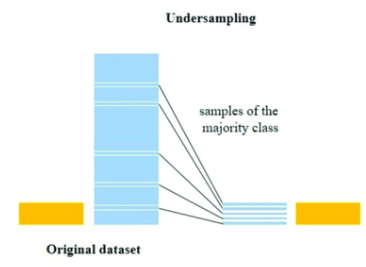 Undersampling
samples of the
majority class
Original dataset